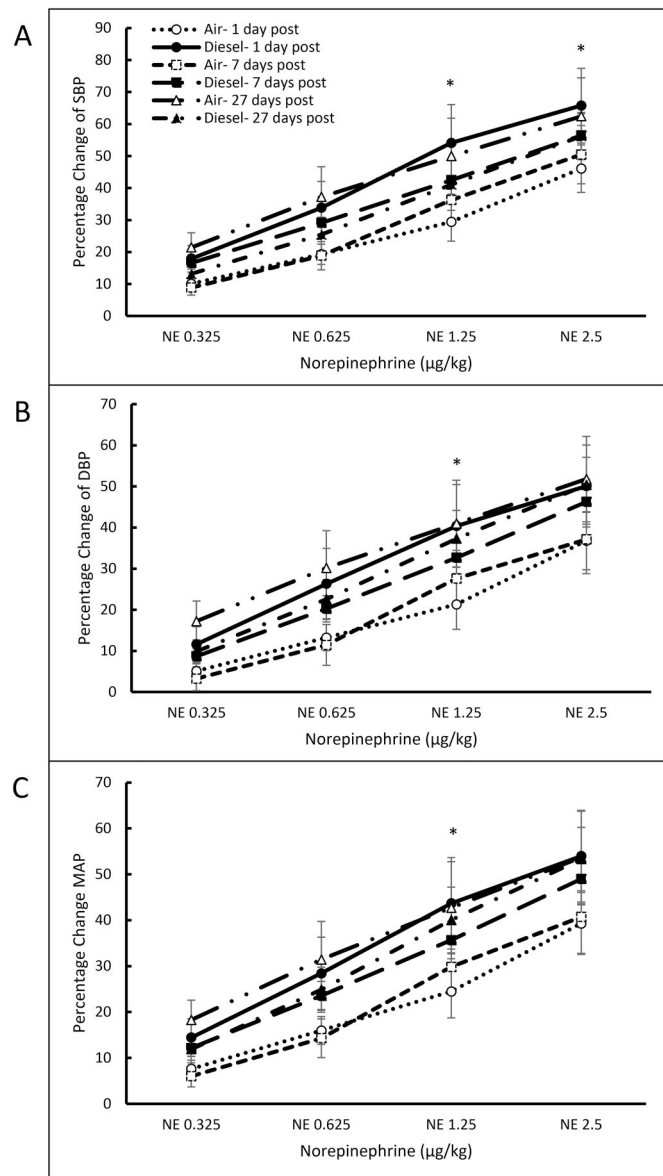 A
Percentage Change of SBP
90
80
70
60
50
40
30
20
10
0
Air- 1 day post
Diesel- 1 day post
Air- 7 days post
Diesel- 7 days post
Air- 27 days post
Diesel- 27 days post
*
*
NE 0.325 NE 0.625 NE 1.25 NE 2.5
Norepinephrine (µg/kg)
B
Percentage Change of DBP
70
60
50
40
30
20
10
0
*
NE 0.325 NE 0.625 NE 1.25 NE 2.5
Norepinephrine (µg/kg)
C
Percentage Change MAP
70
60
50
40
30
20
10
0
*
NE 0.325 NE 0.625 NE 1.25 NE 2.5
Norepinephrine (µg/kg)